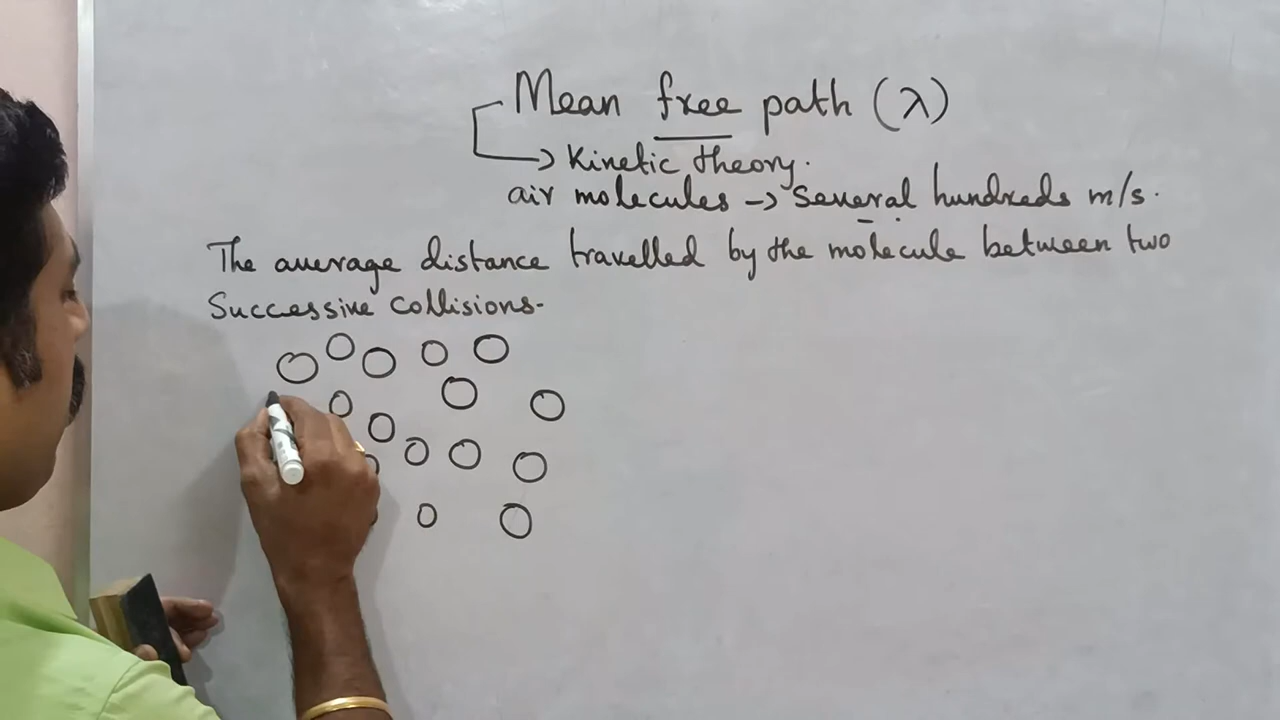 Mean free path (λ)
→ Kinetic theory.
air molecules → Several hundreds m/s.
The average distance travelled by the molecule between two
Successive collisions.